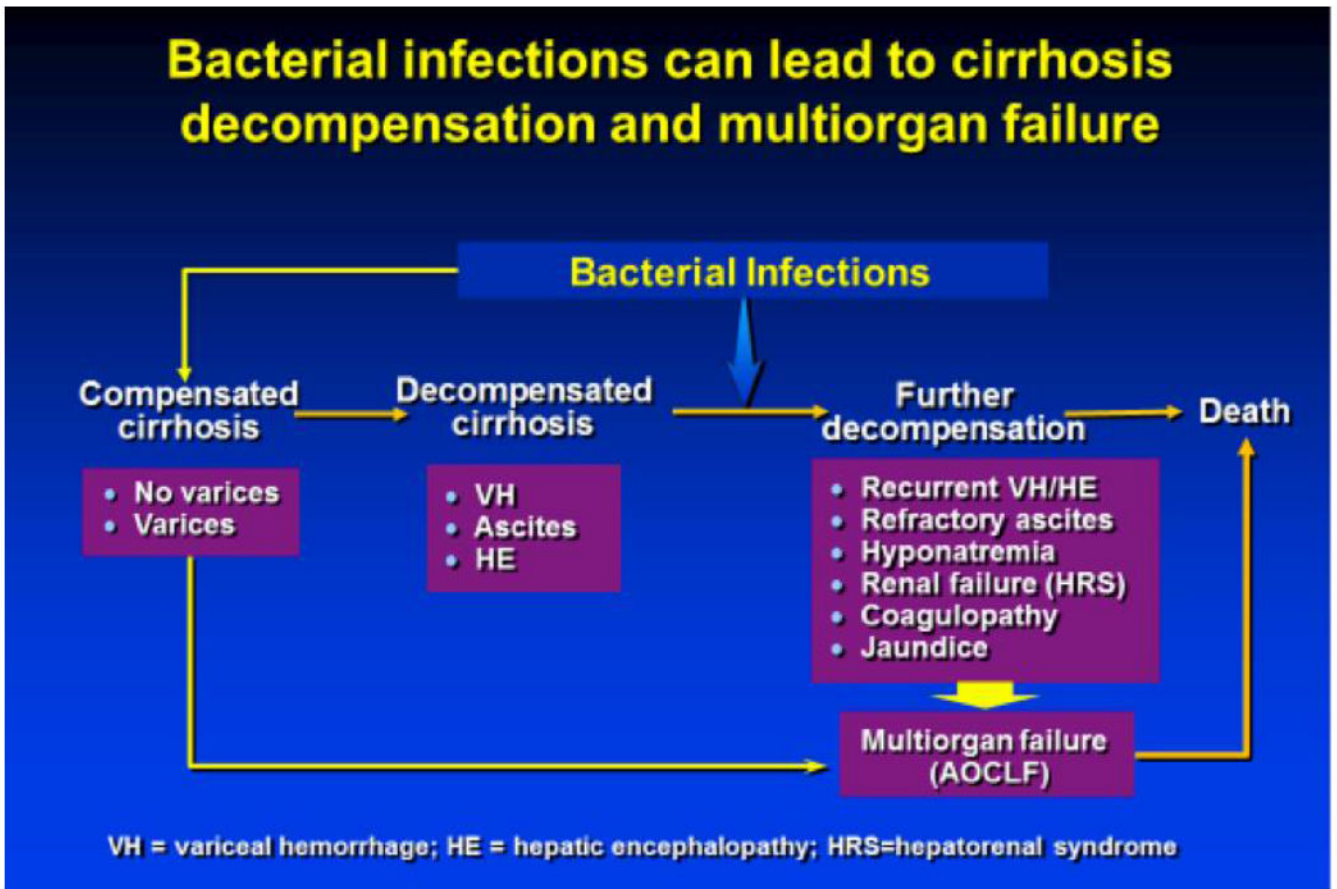 Bacterial infections can lead to cirrhosis
decompensation and multiorgan failure
Bacterial Infections
Compensated
cirrhosis
• No varices
• Varices
Decompensated
cirrhosis
• VH
• Ascites
• HE
Further
decompensation
• Recurrent VH/HE
• Refractory ascites
• Hyponatremia
• Renal failure (HRS)
• Coagulopathy
• Jaundice
Death
Multiorgan failure
(AOCLF)
VH = variceal hemorrhage; HE = hepatic encephalopathy; HRS=hepatorenal syndrome